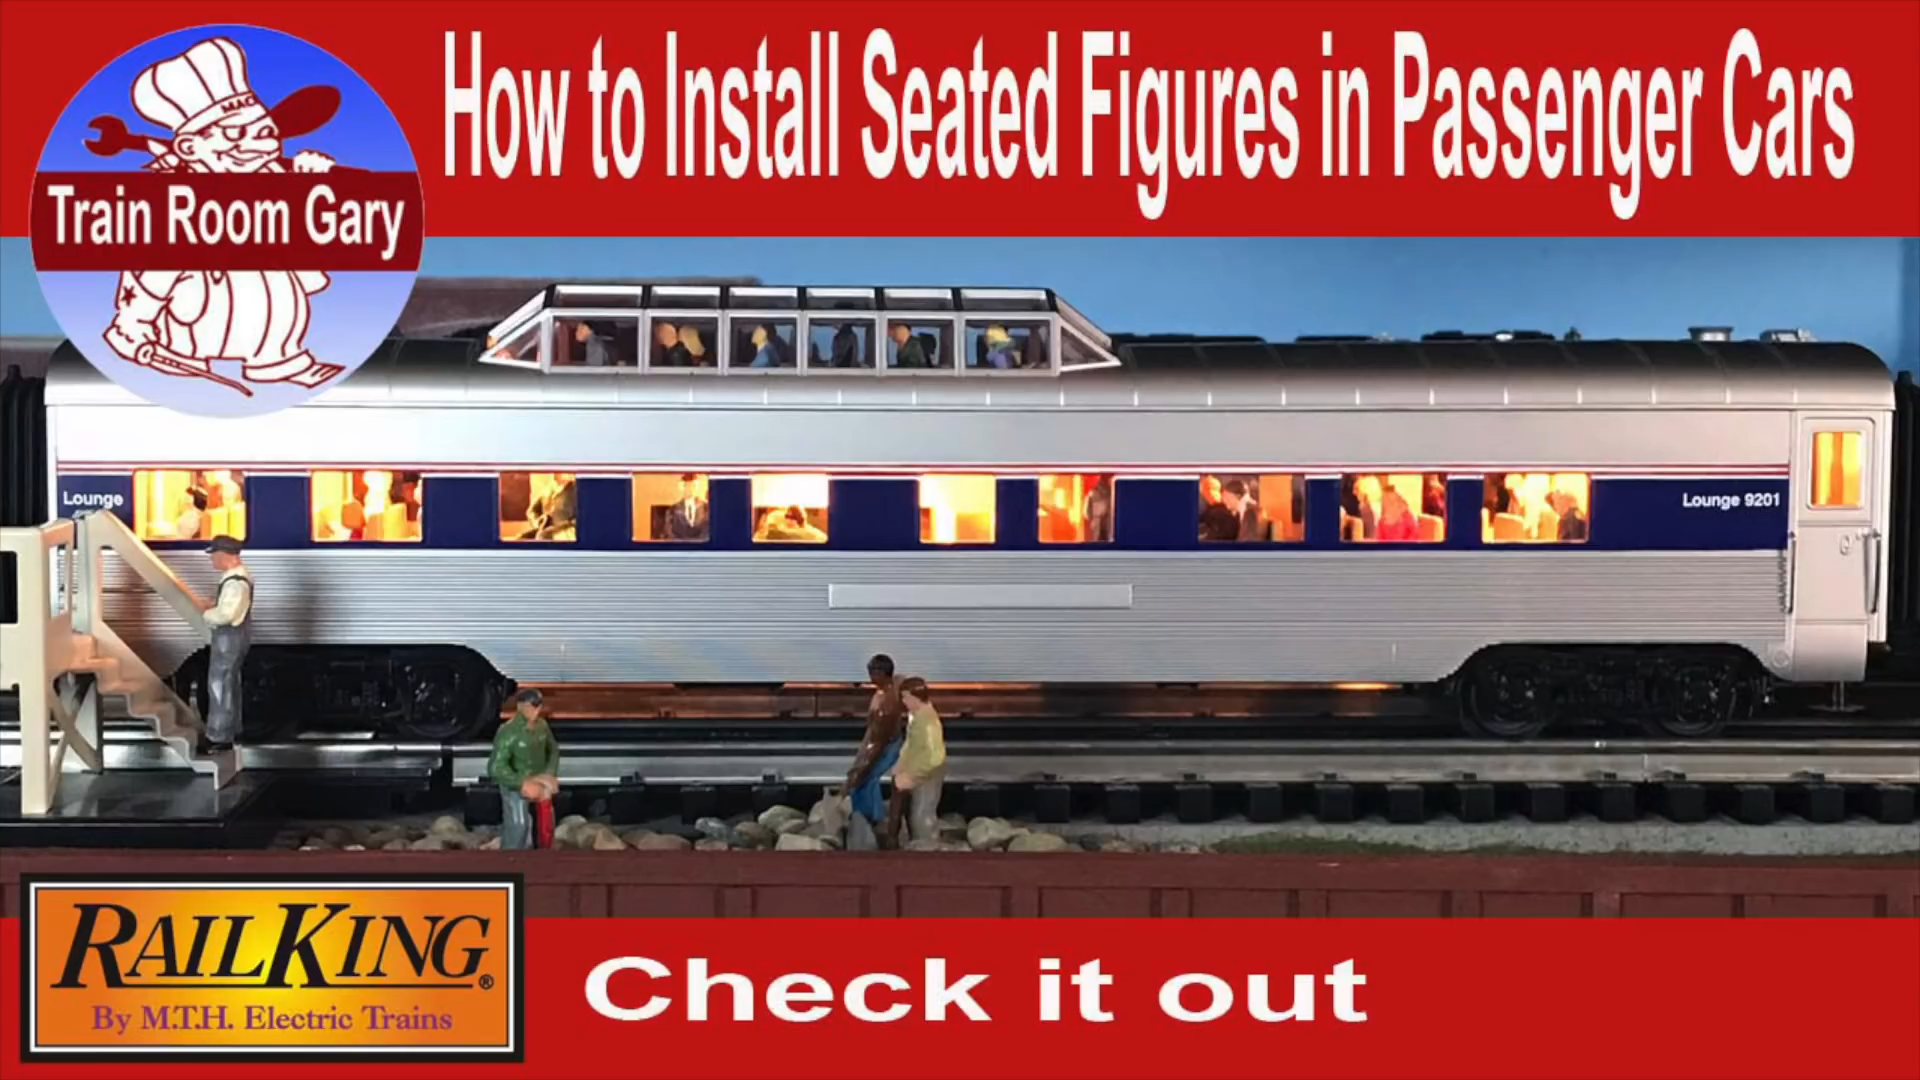 How to Install Seated Figures in Passenger Cars
MAC
Train Room Gary
Lounge
Lounge 9201
RAILKING®
By M.T.H. Electric Trains
Check it out